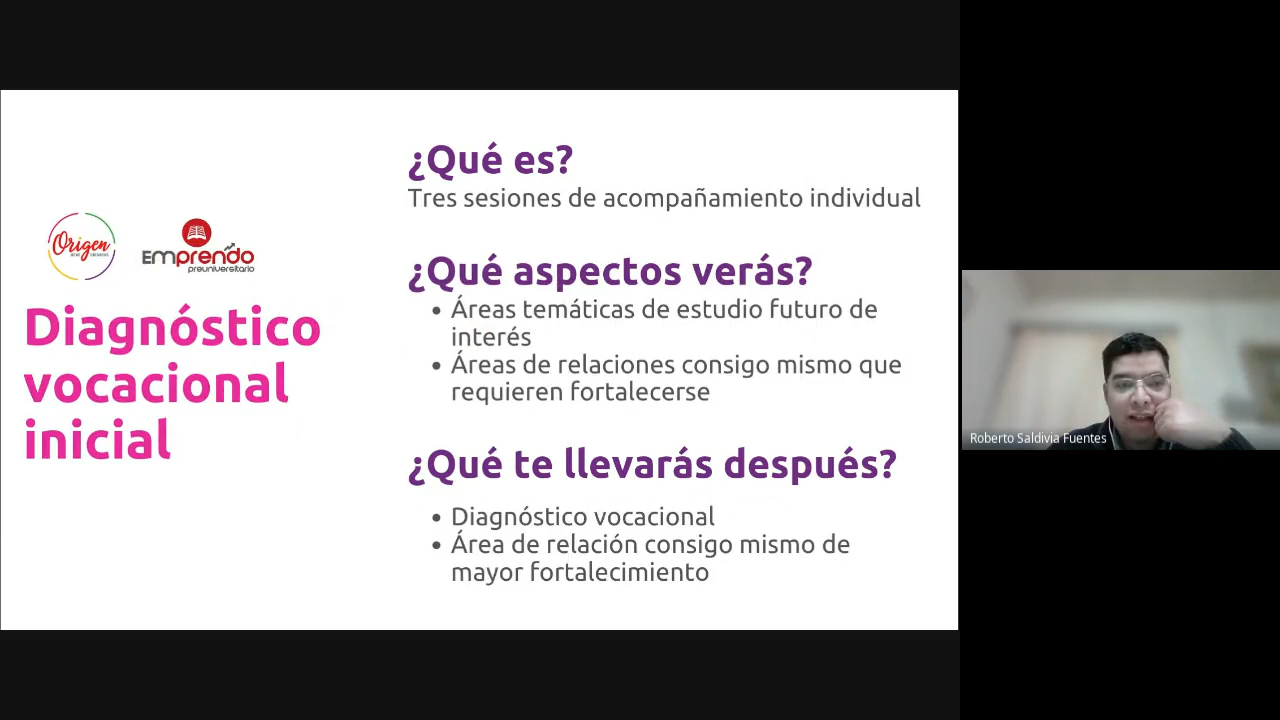 Origen
Emprendo
preuniversitario
Diagnóstico
vocacional
inicial
¿Qué es?
Tres sesiones de acompañamiento individual
¿Qué aspectos verás?
• Áreas temáticas de estudio futuro de
interés
• Áreas de relaciones consigo mismo que
requieren fortalecerse
¿Qué te llevarás después?
• Diagnóstico vocacional
• Área de relación consigo mismo de
mayor fortalecimiento
Roberto Saldivia Fuentes